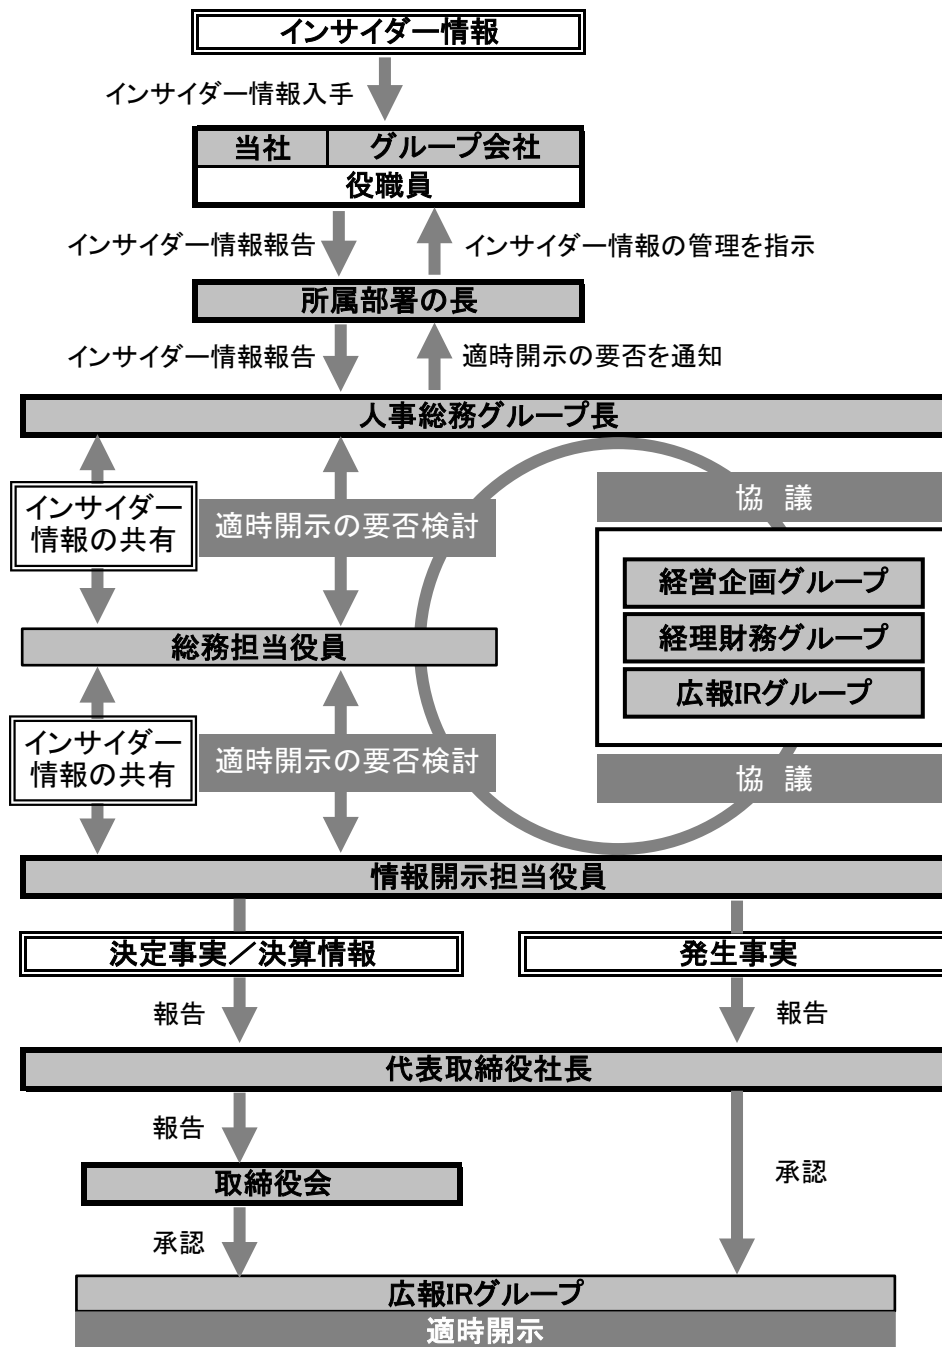 インサイダー情報
インサイダー情報入手
当社 グループ会社
役職員
インサイダー情報報告 インサイダー情報の管理を指示
所属部署の長
インサイダー情報報告 適時開示の要否を通知
人事総務グループ長
インサイダー
情報の共有
適時開示の要否検討
協 議
経営企画グループ
経理財務グループ
広報IRグループ
総務担当役員
インサイダー
情報の共有
適時開示の要否検討
協 議
情報開示担当役員
決定事実／決算情報 発生事実
報告 報告
代表取締役社長
報告
取締役会
承認
承認
広報IRグループ
適時開示